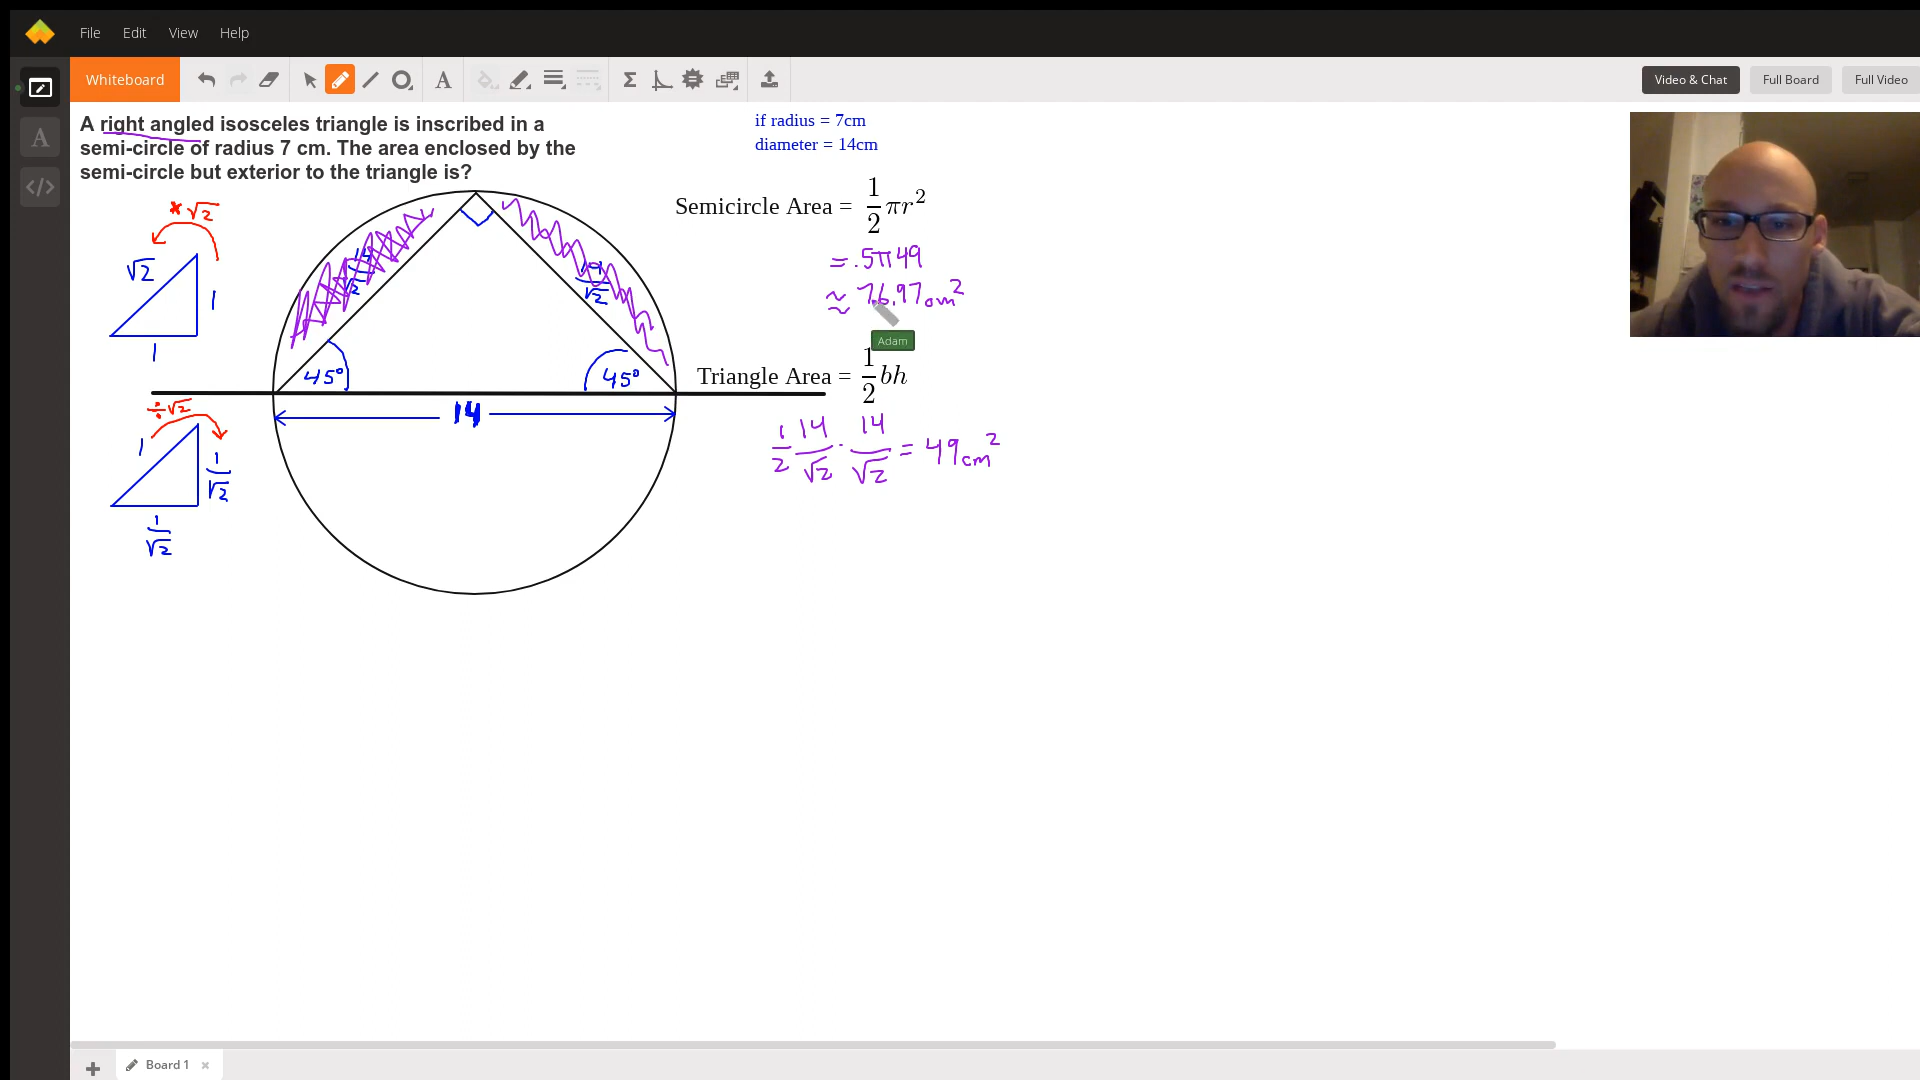 File Edit View Help
Whiteboard
Video & Chat Full Board Full Video
A right angled isosceles triangle is inscribed in a
semi-circle of radius 7 cm. The area enclosed by the
semi-circle but exterior to the triangle is?
if radius = 7cm
diameter = 14cm
Semicircle Area = 1/2 πr²
= .5π49
≈ 76.97cm²
Adam
Triangle Area = 1/2 bh
1/2 14/√2 · 14/√2 = 49cm²
*√2
√2
1
1
÷√2
1
1/√2
1/√2
14/√2
14/√2
45°
45°
14
Board 1